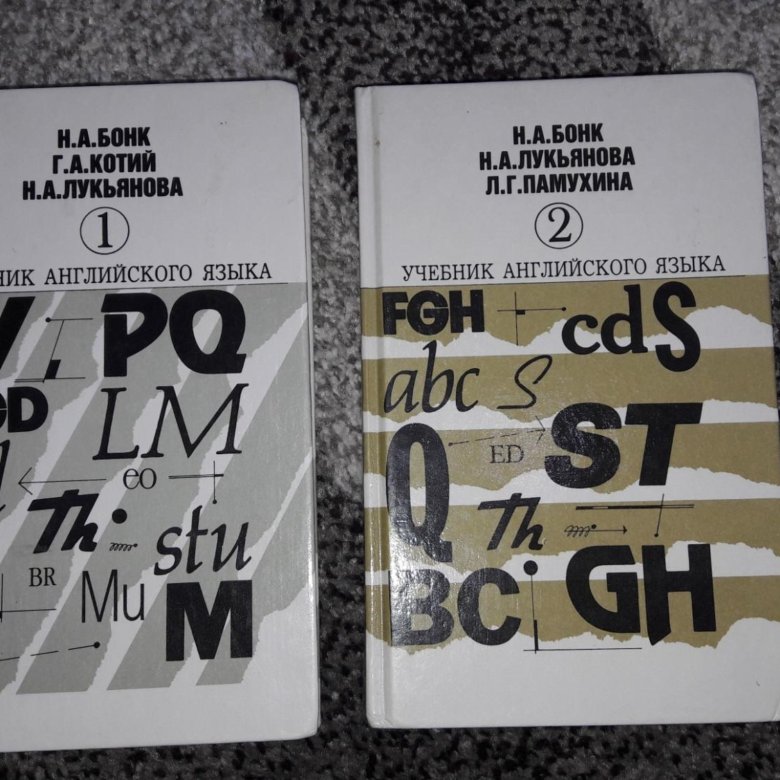 Н.А.БОНК
Г.А.КОТИЙ
Н.А.ЛУКЬЯНОВА
1
НИК АНГЛИЙСКОГО ЯЗЫКА
PQ
D
LM
eo
Th
stu
BR
Mu
M
Н.А.БОНК
Н.А.ЛУКЬЯНОВА
Л.Г.ПАМУХИНА
2
УЧЕБНИК АНГЛИЙСКОГО ЯЗЫКА
FGH
cdS
abc
S
Q
ED
ST
Th
BC
GH